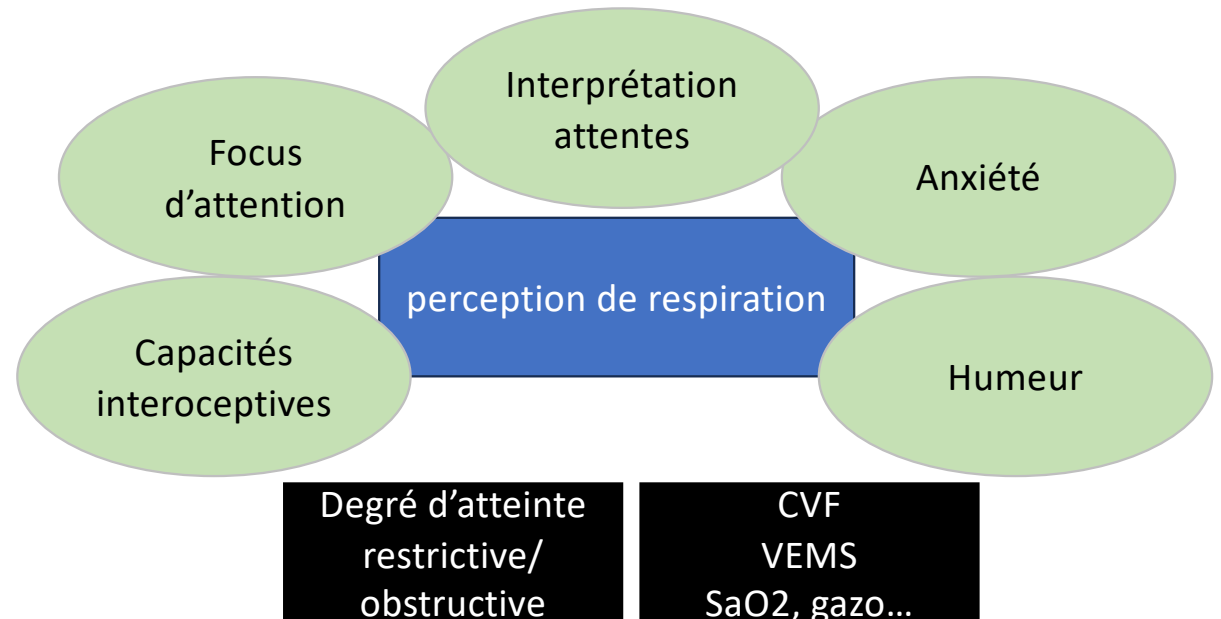 Interprétation
attentes
Focus
d’attention
Anxiété
perception de respiration
Capacités
interoceptives
Humeur
Degré d’atteinte
restrictive/
obstructive
CVF
VEMS
SaO2, gazo…